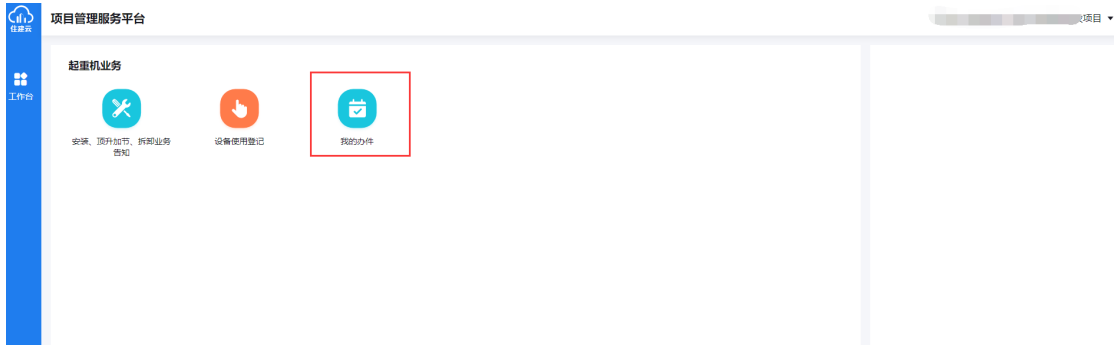 住建云
项目管理服务平台
项目
工作台
起重机业务
安装、顶升加节、拆卸业务
告知
设备使用登记
我的办件